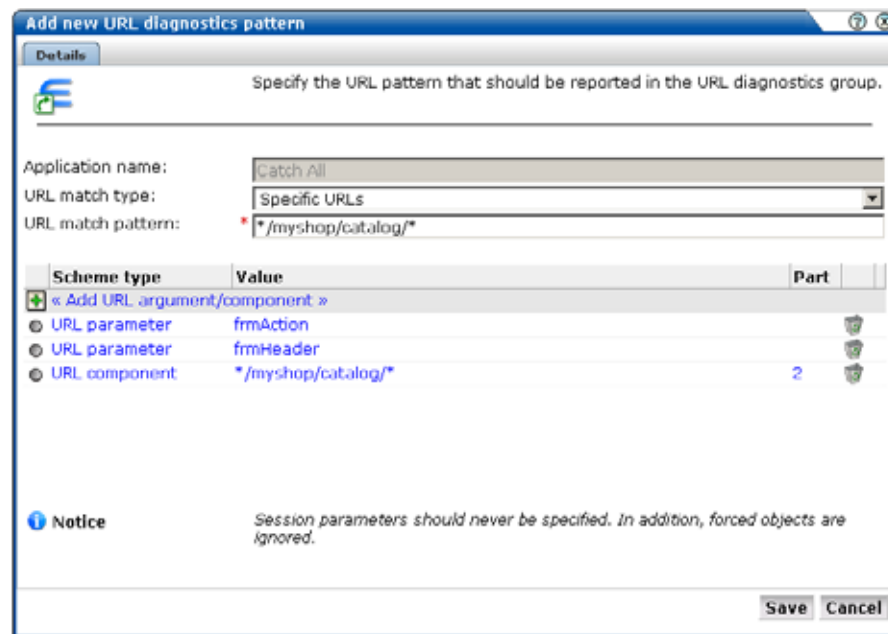 Add new URL diagnostics pattern
Details
Specify the URL pattern that should be reported in the URL diagnostics group.
Application name: Catch All
URL match type: Specific URLs
URL match pattern: * */myshop/catalog/*
Scheme type Value Part
« Add URL argument/component »
URL parameter frmAction
URL parameter frmHeader
URL component */myshop/catalog/* 2
Notice Session parameters should never be specified. In addition, forced objects are
ignored.
Save Cancel